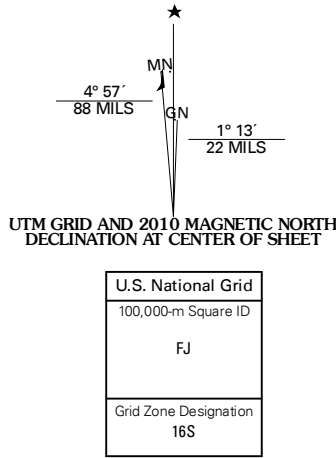 ★
MN
4° 57´
88 MILS
GN
1° 13´
22 MILS
UTM GRID AND 2010 MAGNETIC NORTH
DECLINATION AT CENTER OF SHEET
U.S. National Grid
100,000-m Square ID
FJ
Grid Zone Designation
16S